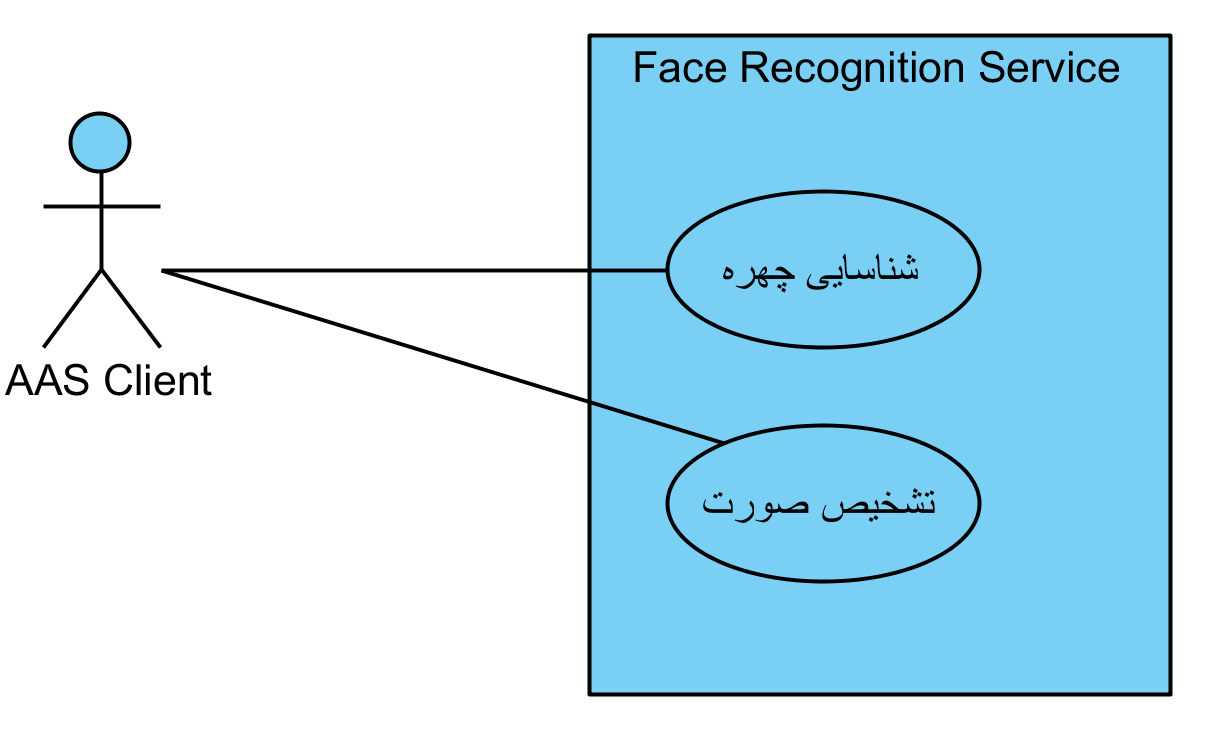 Face Recognition Service
شناسایی چهره
AAS Client
تشخیص صورت